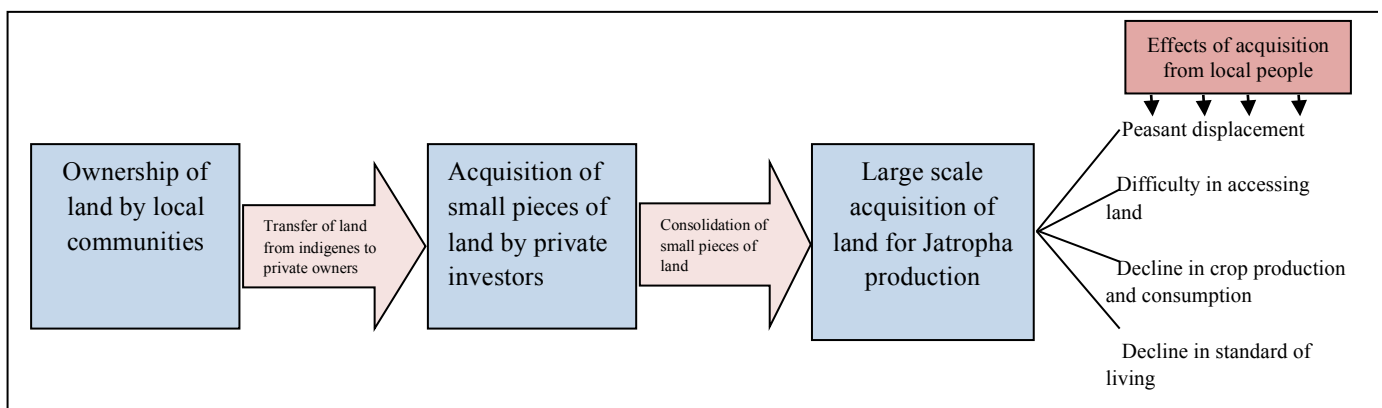 Ownership of
land by local
communities
Transfer of land
from indigenes to
private owners
Acquisition of
small pieces of
land by private
investors
Consolidation of
small pieces of
land
Large scale
acquisition of
land for Jatropha
production
Effects of acquisition
from local people
Peasant displacement
Difficulty in accessing
land
Decline in crop production
and consumption
Decline in standard of
living